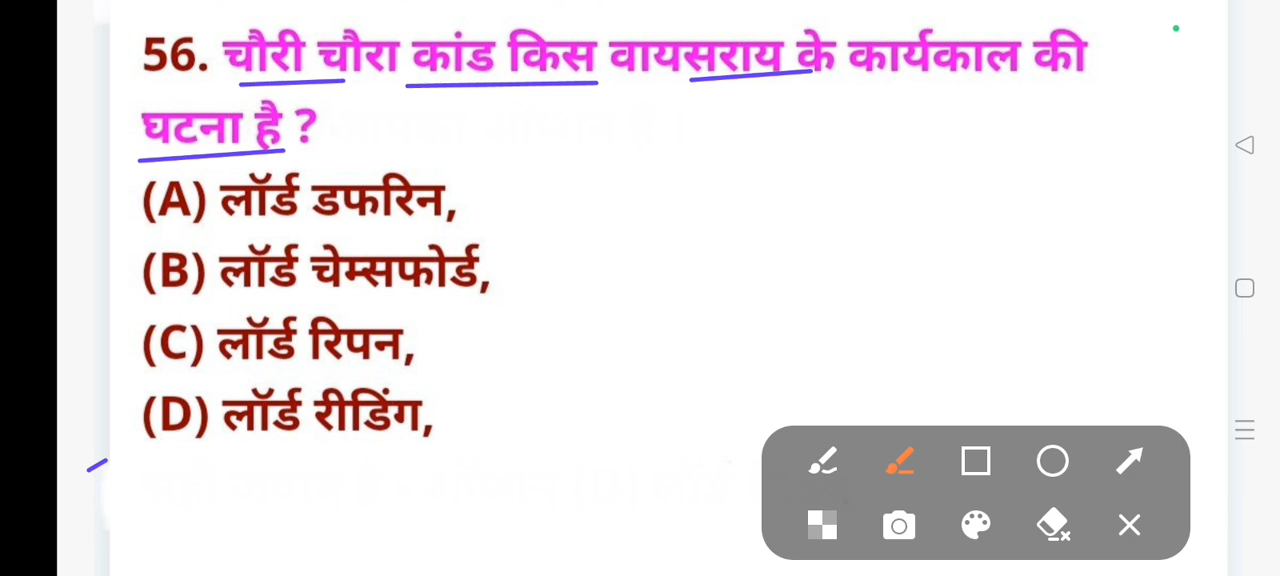 56. चौरी चौरा कांड किस वायसराय के कार्यकाल की
घटना है ?
(A) लॉर्ड डफरिन,
(B) लॉर्ड चेम्सफोर्ड,
(C) लॉर्ड रिपन,
(D) लॉर्ड रीडिंग,